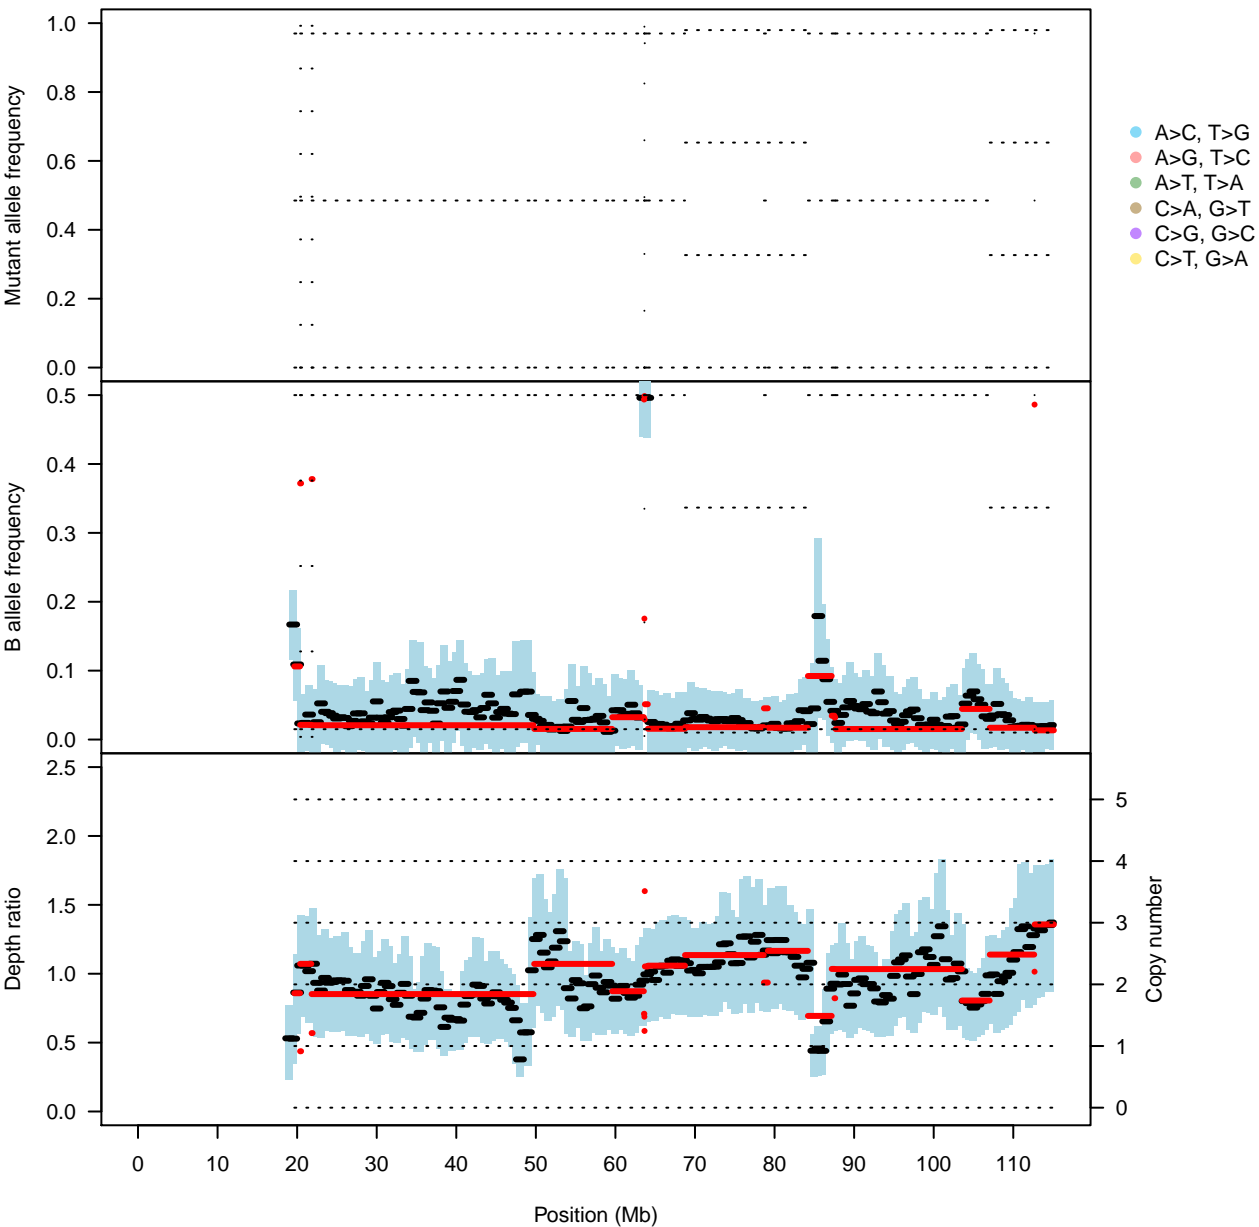 Mutant allele frequency
1.0
0.8
0.6
0.4
0.2
0.0
A>C, T>G
A>G, T>C
A>T, T>A
C>A, G>T
C>G, G>C
C>T, G>A
B allele frequency
0.5
0.4
0.3
0.2
0.1
0.0
Depth ratio
2.5
2.0
1.5
1.0
0.5
0.0
5
4
3
2
1
0
Copy number
0 10 20 30 40 50 60 70 80 90 100 110
Position (Mb)